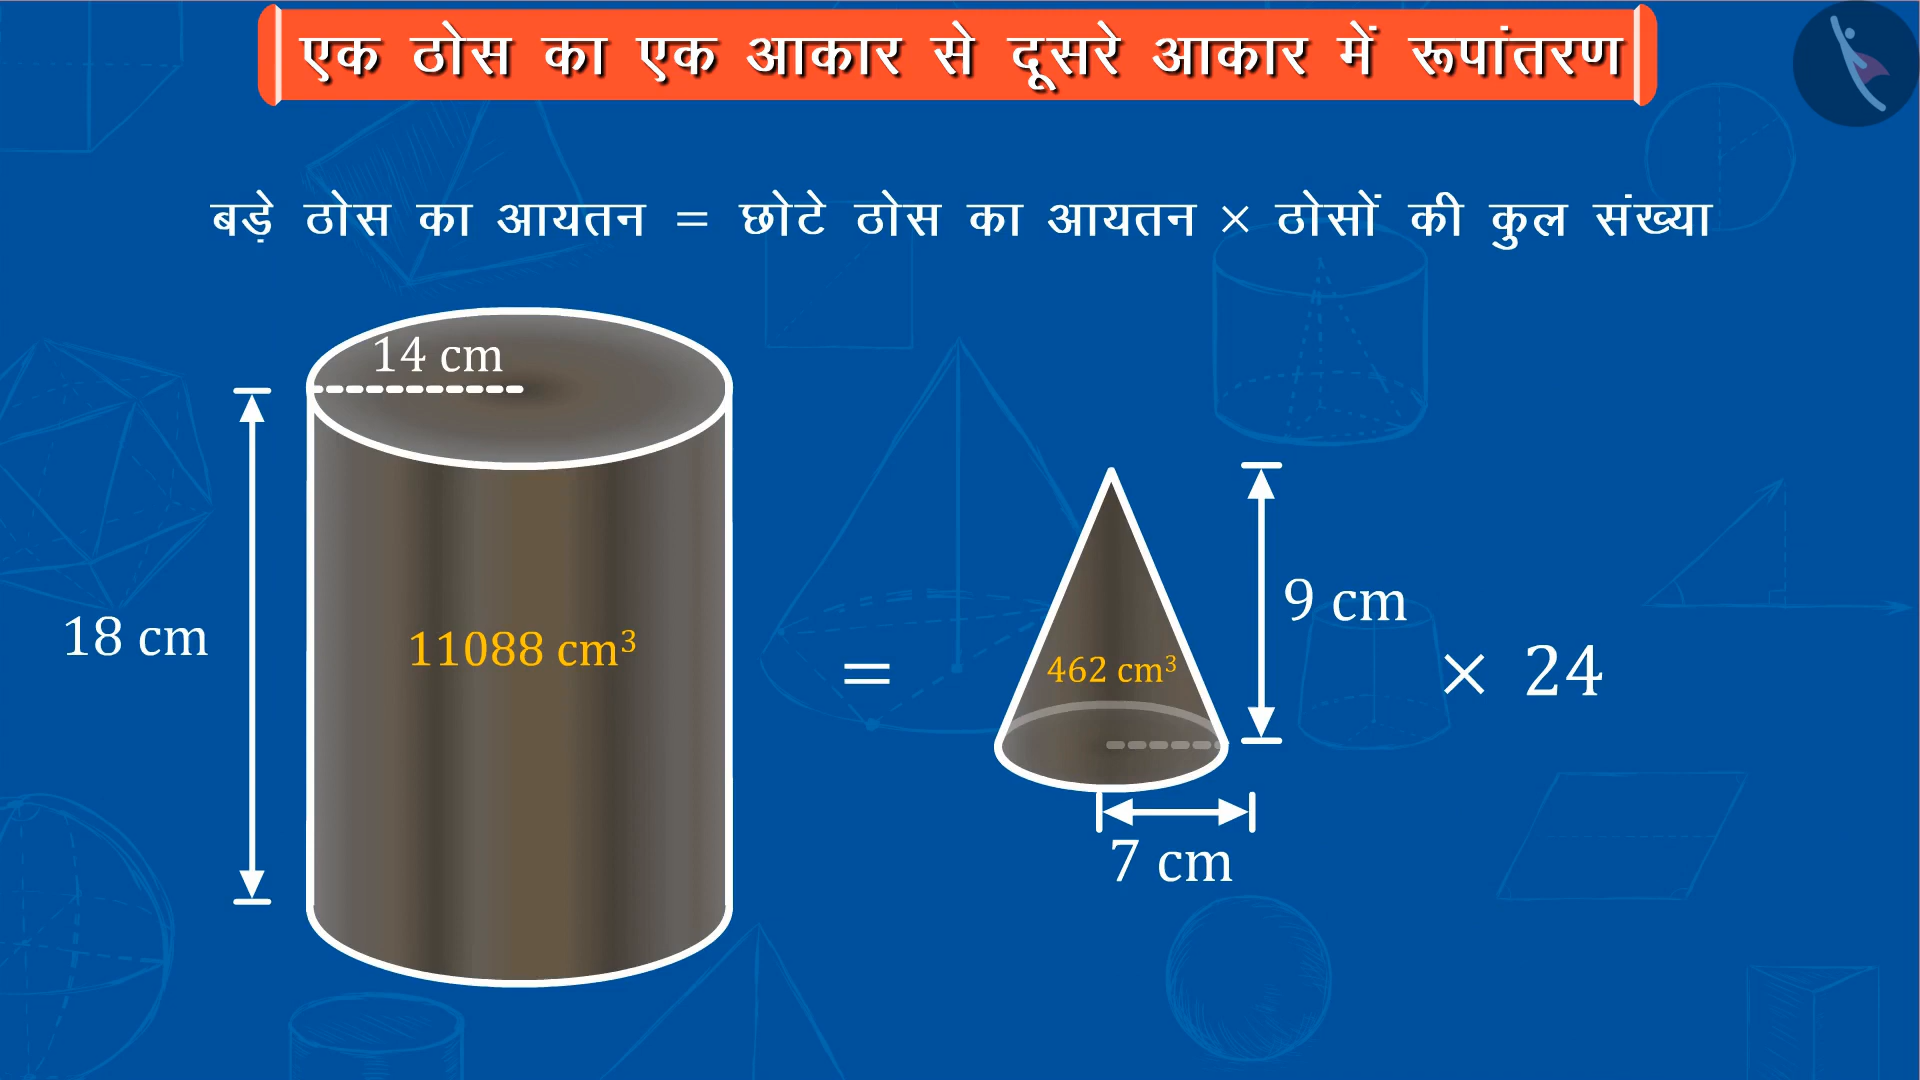 एक ठोस का एक आकार से दूसरे आकार में रूपांतरण
बड़े ठोस का आयतन = छोटे ठोस का आयतन × ठोसों की कुल संख्या
14 cm
18 cm
11088 cm³
=
462 cm³
9 cm
× 24
7 cm